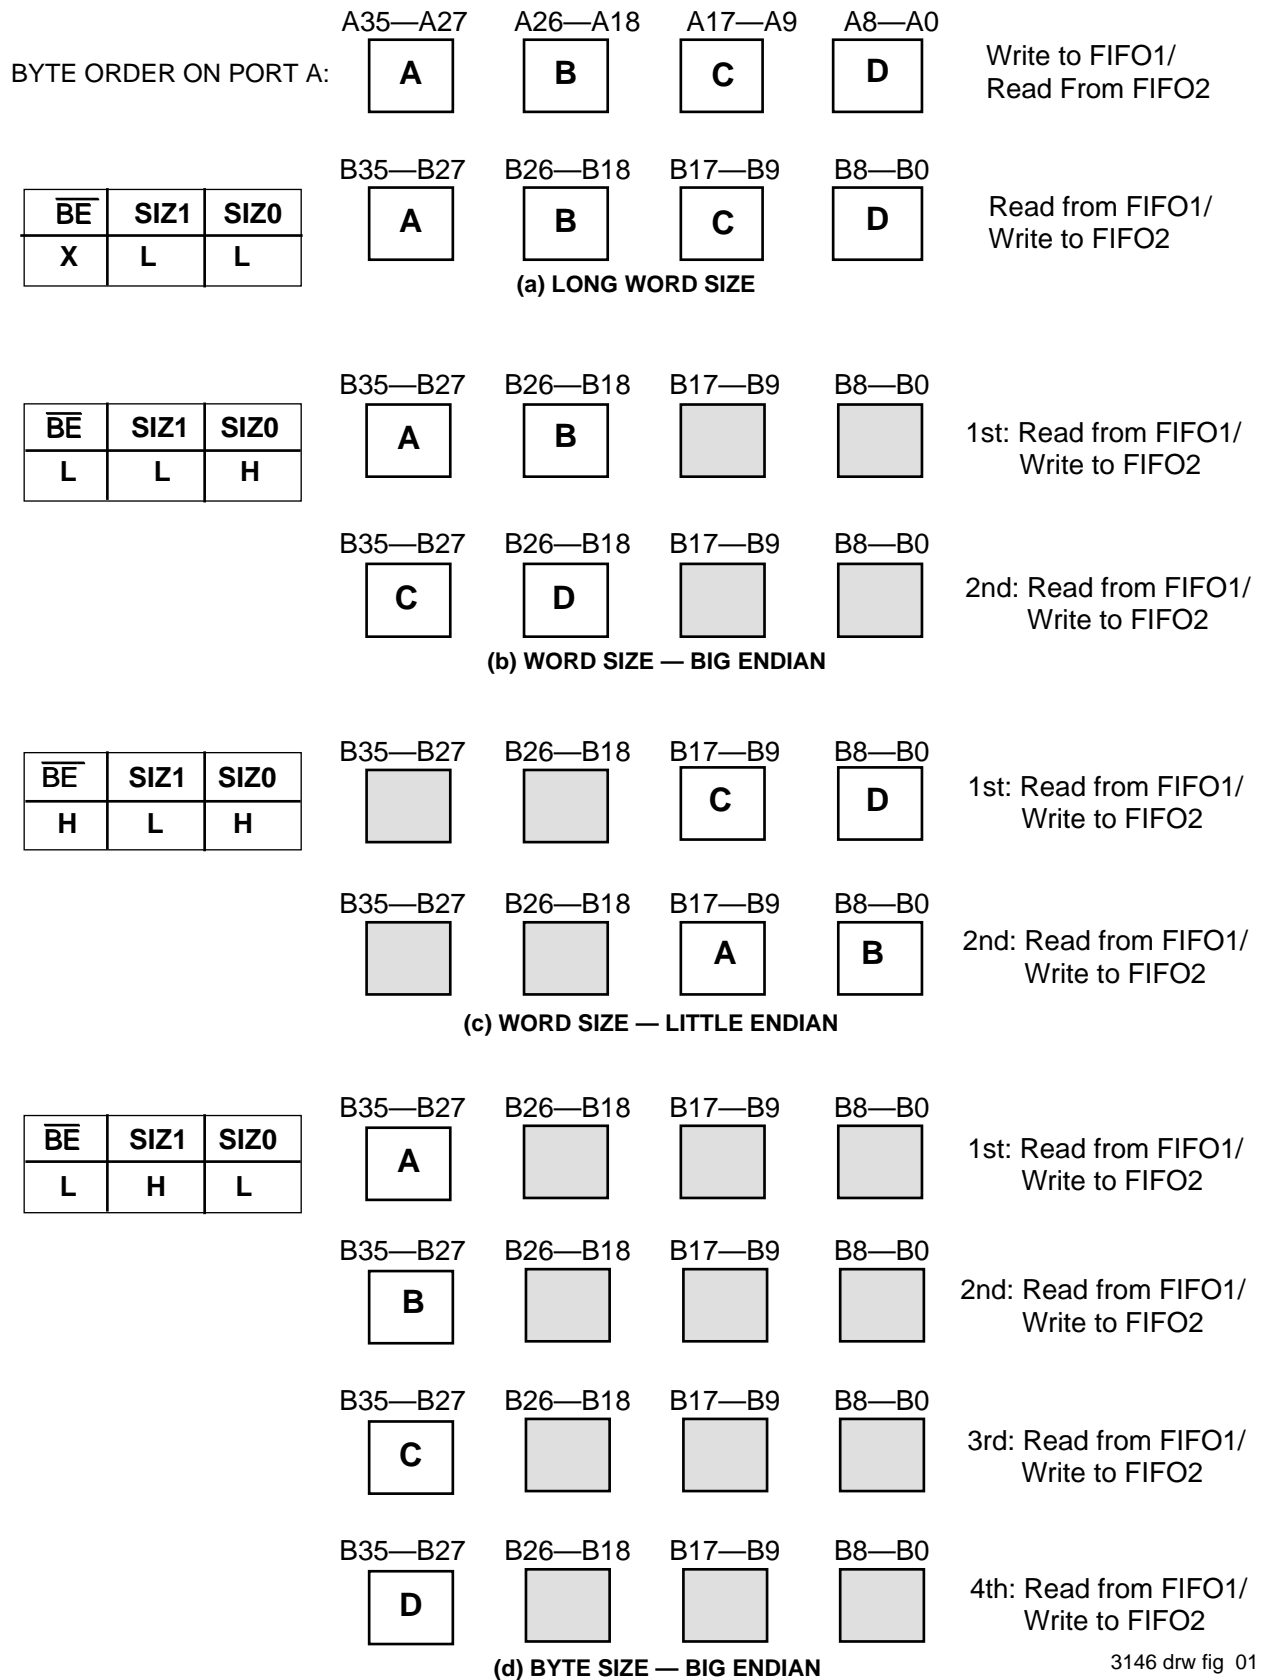 A35—A27 A26—A18 A17—A9 A8—A0
BYTE ORDER ON PORT A: A B C D Write to FIFO1/
Read From FIFO2
B35—B27 B26—B18 B17—B9 B8—B0
BE SIZ1 SIZ0 A B C D Read from FIFO1/
X L L Write to FIFO2
(a) LONG WORD SIZE
B35—B27 B26—B18 B17—B9 B8—B0
BE SIZ1 SIZ0 A B 1st: Read from FIFO1/
L L H Write to FIFO2
B35—B27 B26—B18 B17—B9 B8—B0
C D 2nd: Read from FIFO1/
Write to FIFO2
(b) WORD SIZE — BIG ENDIAN
B35—B27 B26—B18 B17—B9 B8—B0
BE SIZ1 SIZ0 C D 1st: Read from FIFO1/
H L H Write to FIFO2
B35—B27 B26—B18 B17—B9 B8—B0
A B 2nd: Read from FIFO1/
Write to FIFO2
(c) WORD SIZE — LITTLE ENDIAN
B35—B27 B26—B18 B17—B9 B8—B0
BE SIZ1 SIZ0 A 1st: Read from FIFO1/
L H L Write to FIFO2
B35—B27 B26—B18 B17—B9 B8—B0
B 2nd: Read from FIFO1/
Write to FIFO2
B35—B27 B26—B18 B17—B9 B8—B0
C 3rd: Read from FIFO1/
Write to FIFO2
B35—B27 B26—B18 B17—B9 B8—B0
D 4th: Read from FIFO1/
Write to FIFO2
(d) BYTE SIZE — BIG ENDIAN 3146 drw fig 01